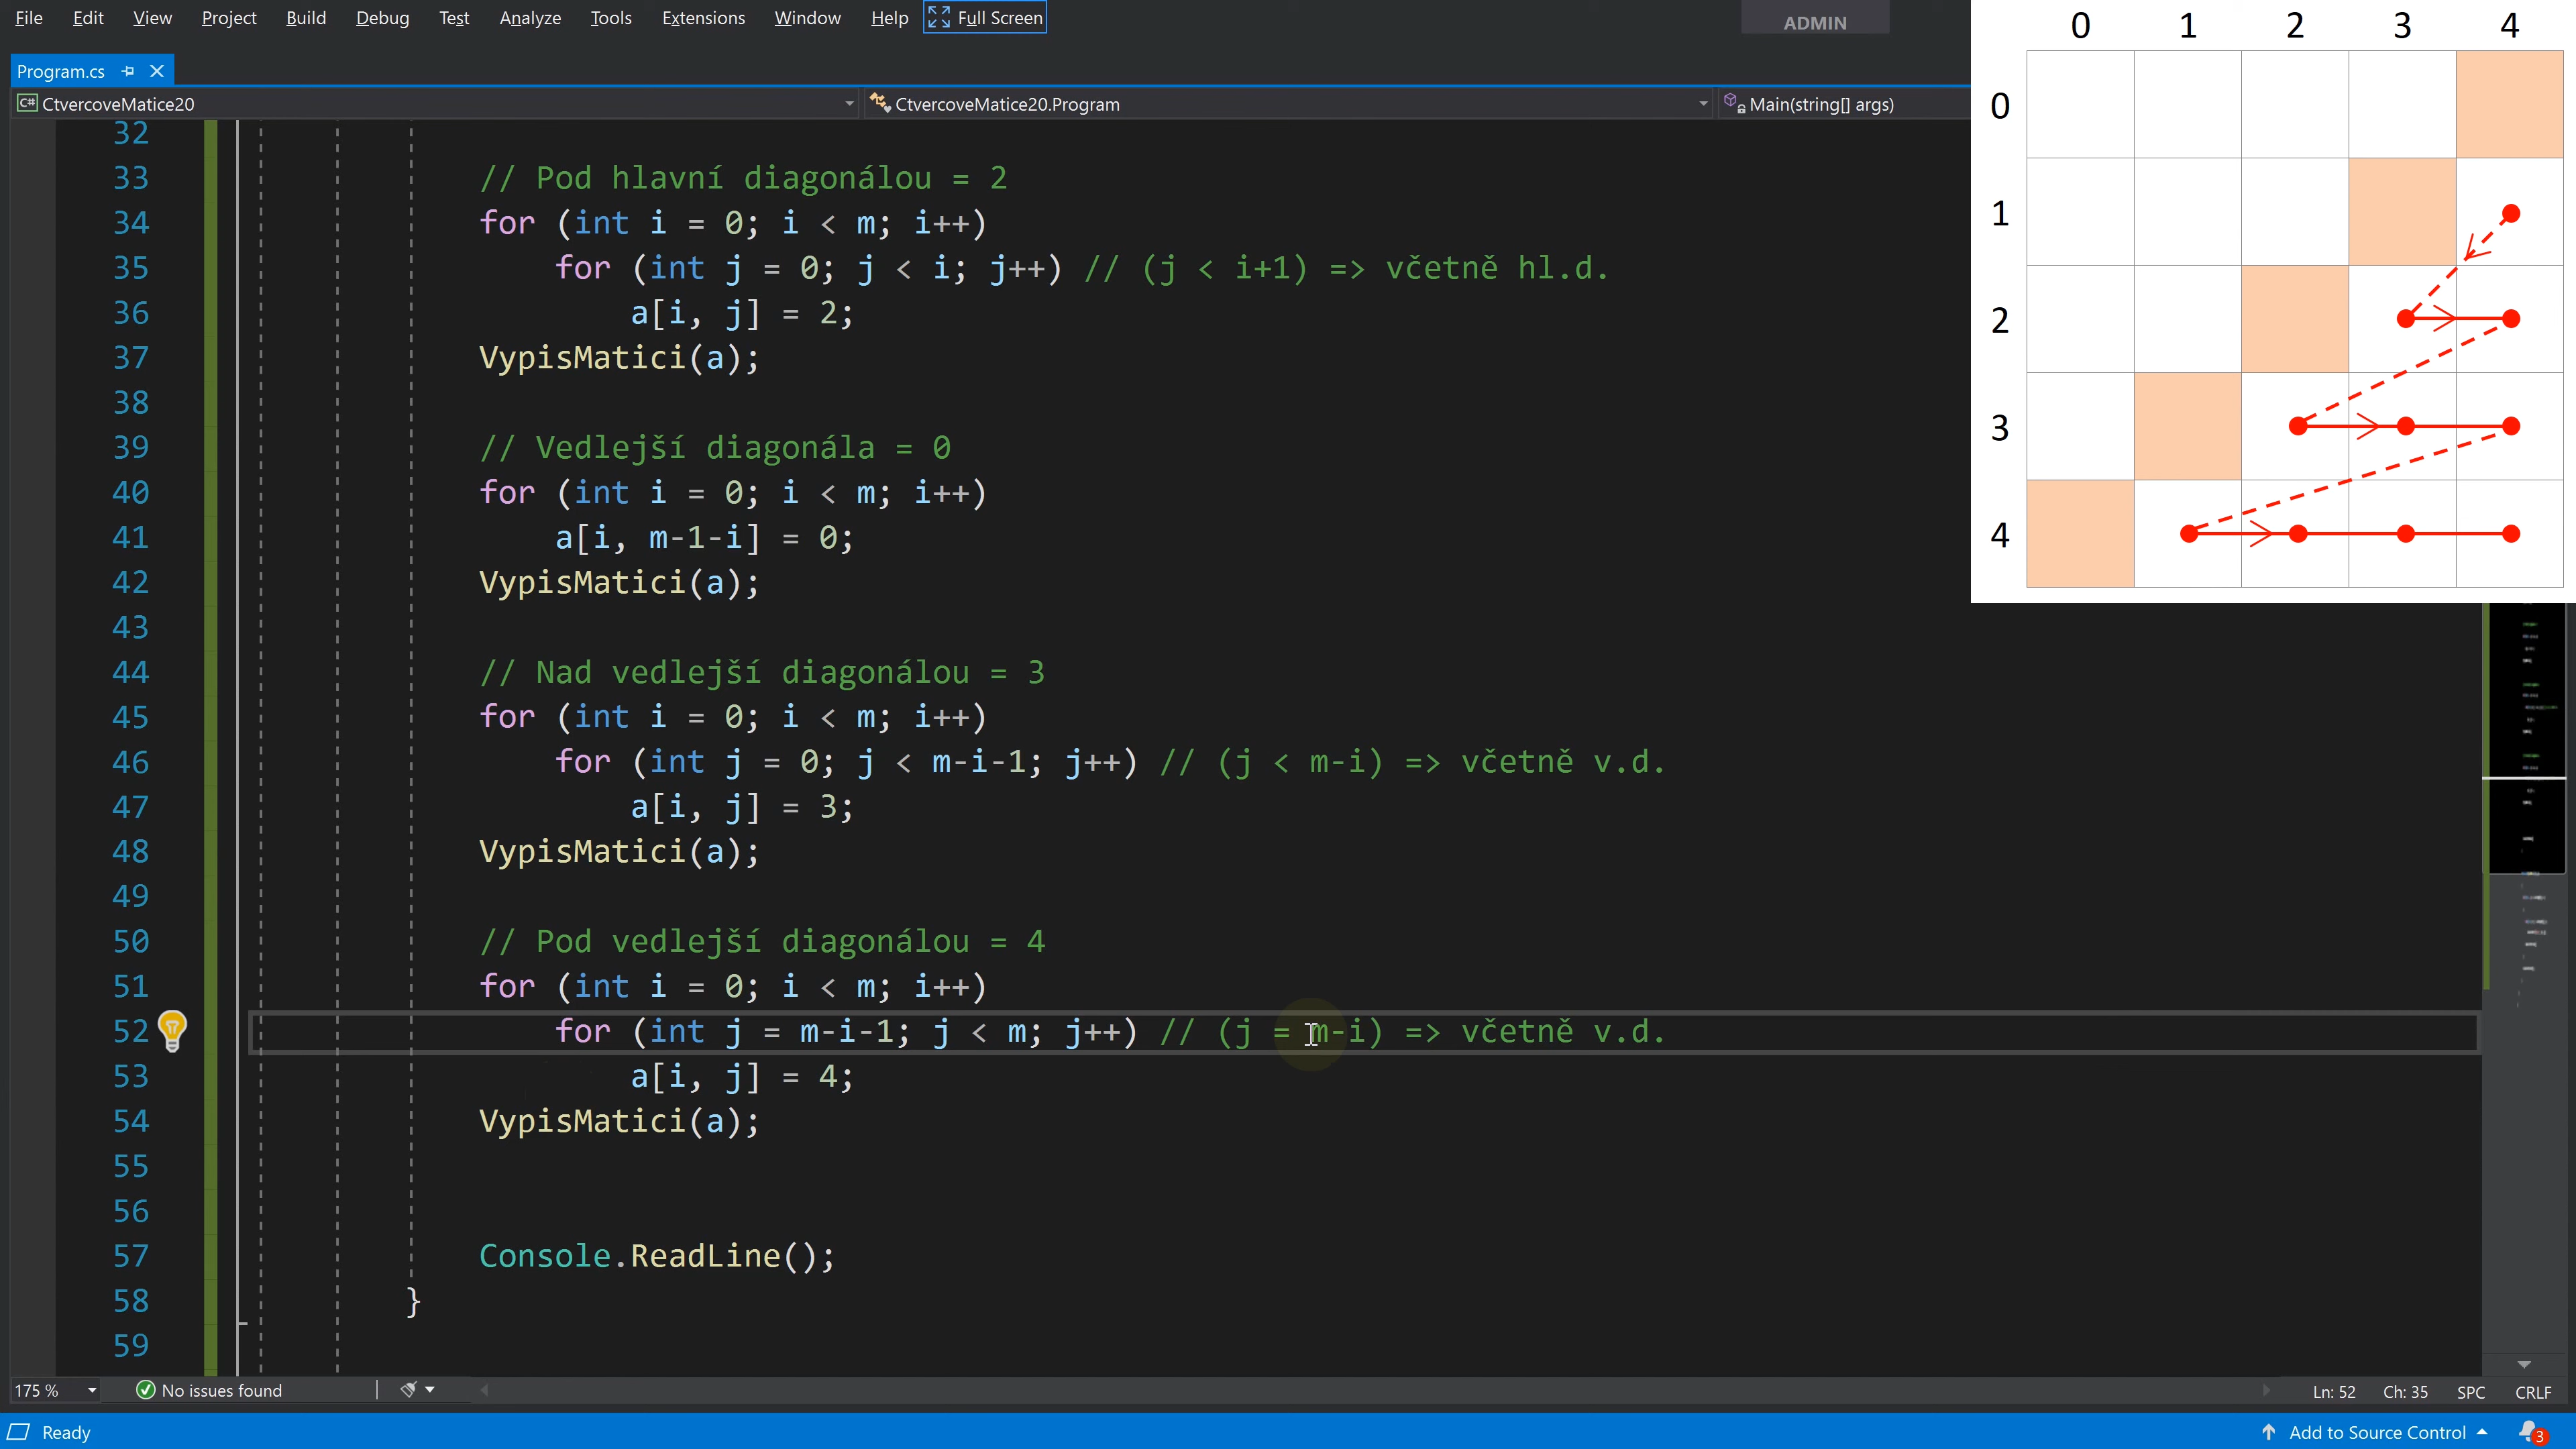 File Edit View Project Build Debug Test Analyze Tools Extensions Window Help Full Screen ADMIN
Program.cs
C# CtvercoveMatice20 CtvercoveMatice20.Program Main(string[] args)
32
33 // Pod hlavní diagonálou = 2
34 for (int i = 0; i < m; i++)
35 for (int j = 0; j < i; j++) // (j < i+1) => včetně hl.d.
36 a[i, j] = 2;
37 VypisMatici(a);
38
39 // Vedlejší diagonála = 0
40 for (int i = 0; i < m; i++)
41 a[i, m-1-i] = 0;
42 VypisMatici(a);
43
44 // Nad vedlejší diagonálou = 3
45 for (int i = 0; i < m; i++)
46 for (int j = 0; j < m-i-1; j++) // (j < m-i) => včetně v.d.
47 a[i, j] = 3;
48 VypisMatici(a);
49
50 // Pod vedlejší diagonálou = 4
51 for (int i = 0; i < m; i++)
52 for (int j = m-i-1; j < m; j++) // (j = m-i) => včetně v.d.
53 a[i, j] = 4;
54 VypisMatici(a);
55
56
57 Console.ReadLine();
58 }
59
0 1 2 3 4
0
1
2
3
4
175 % No issues found Ln: 52 Ch: 35 SPC CRLF
Ready Add to Source Control 3